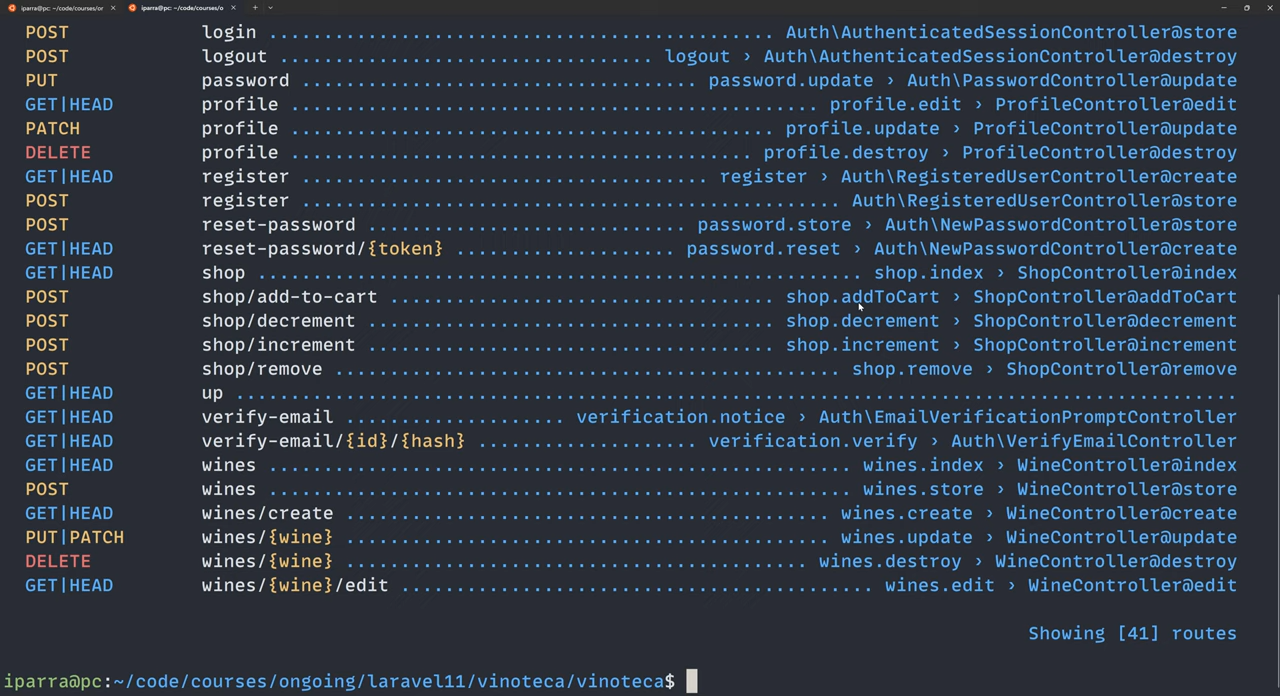 iparra@pc: ~/code/courses/or
iparra@pc: ~/code/courses/o
POST login ........................................ Auth\AuthenticatedSessionController@store
POST logout ........................................ logout › Auth\AuthenticatedSessionController@destroy
PUT password ........................................ password.update › Auth\PasswordController@update
GET|HEAD profile ........................................ profile.edit › ProfileController@edit
PATCH profile ........................................ profile.update › ProfileController@update
DELETE profile ........................................ profile.destroy › ProfileController@destroy
GET|HEAD register ........................................ register › Auth\RegisteredUserController@create
POST register ........................................ Auth\RegisteredUserController@store
POST reset-password ............................. password.store › Auth\NewPasswordController@store
GET|HEAD reset-password/{token} .................... password.reset › Auth\NewPasswordController@create
GET|HEAD shop ........................................ shop.index › ShopController@index
POST shop/add-to-cart ................................... shop.addToCart › ShopController@addToCart
POST shop/decrement ..................................... shop.decrement › ShopController@decrement
POST shop/increment ..................................... shop.increment › ShopController@increment
POST shop/remove ........................................ shop.remove › ShopController@remove
GET|HEAD up ........................................
GET|HEAD verify-email .................... verification.notice › Auth\EmailVerificationPromptController
GET|HEAD verify-email/{id}/{hash} .................... verification.verify › Auth\VerifyEmailController
GET|HEAD wines ........................................ wines.index › WineController@index
POST wines ........................................ wines.store › WineController@store
GET|HEAD wines/create ........................................ wines.create › WineController@create
PUT|PATCH wines/{wine} ........................................ wines.update › WineController@update
DELETE wines/{wine} ........................................ wines.destroy › WineController@destroy
GET|HEAD wines/{wine}/edit ........................................ wines.edit › WineController@edit
Showing [41] routes
iparra@pc:~/code/courses/ongoing/laravel11/vinoteca/vinoteca$